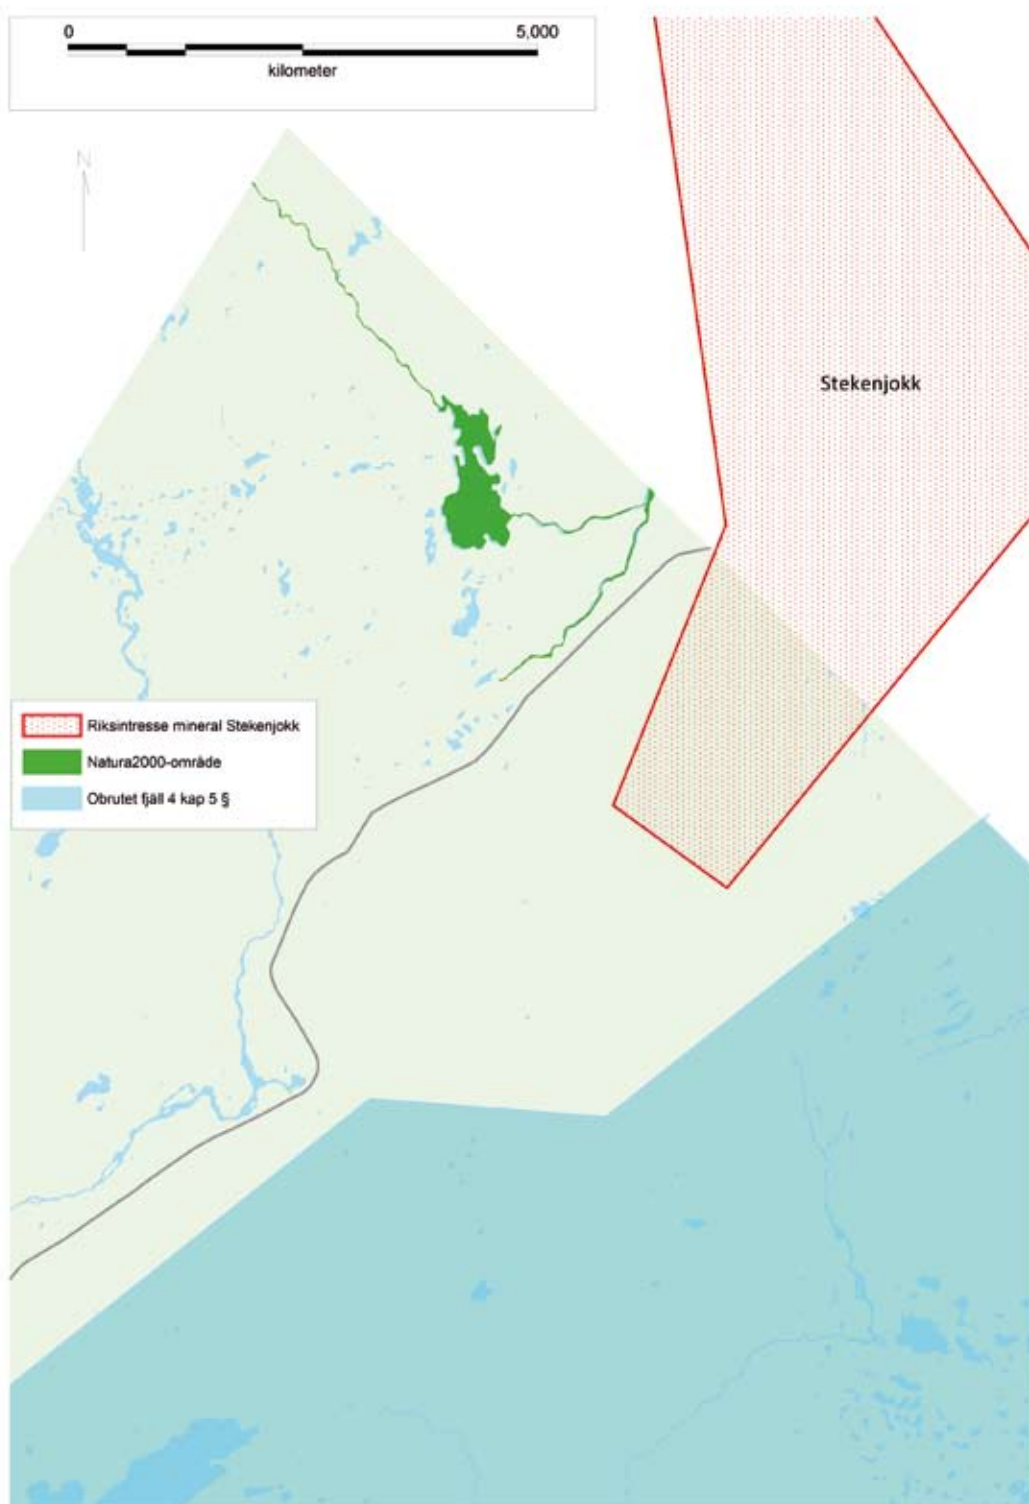 0 5,000
kilometer
N
Stekenjokk
Riksintresse mineral Stekenjokk
Natura2000-område
Obrutet fjäll 4 kap 5 §